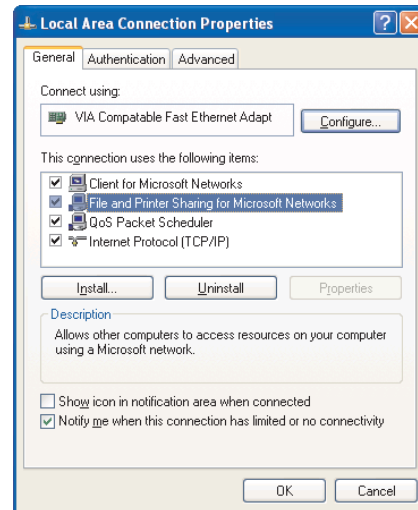 Local Area Connection Properties
General Authentication Advanced
Connect using:
VIA Compatable Fast Ethernet Adapt Configure...
This connection uses the following items:
Client for Microsoft Networks
File and Printer Sharing for Microsoft Networks
QoS Packet Scheduler
Internet Protocol (TCP/IP)
Install... Uninstall Properties
Description
Allows other computers to access resources on your computer
using a Microsoft network.
Show icon in notification area when connected
Notify me when this connection has limited or no connectivity
OK Cancel